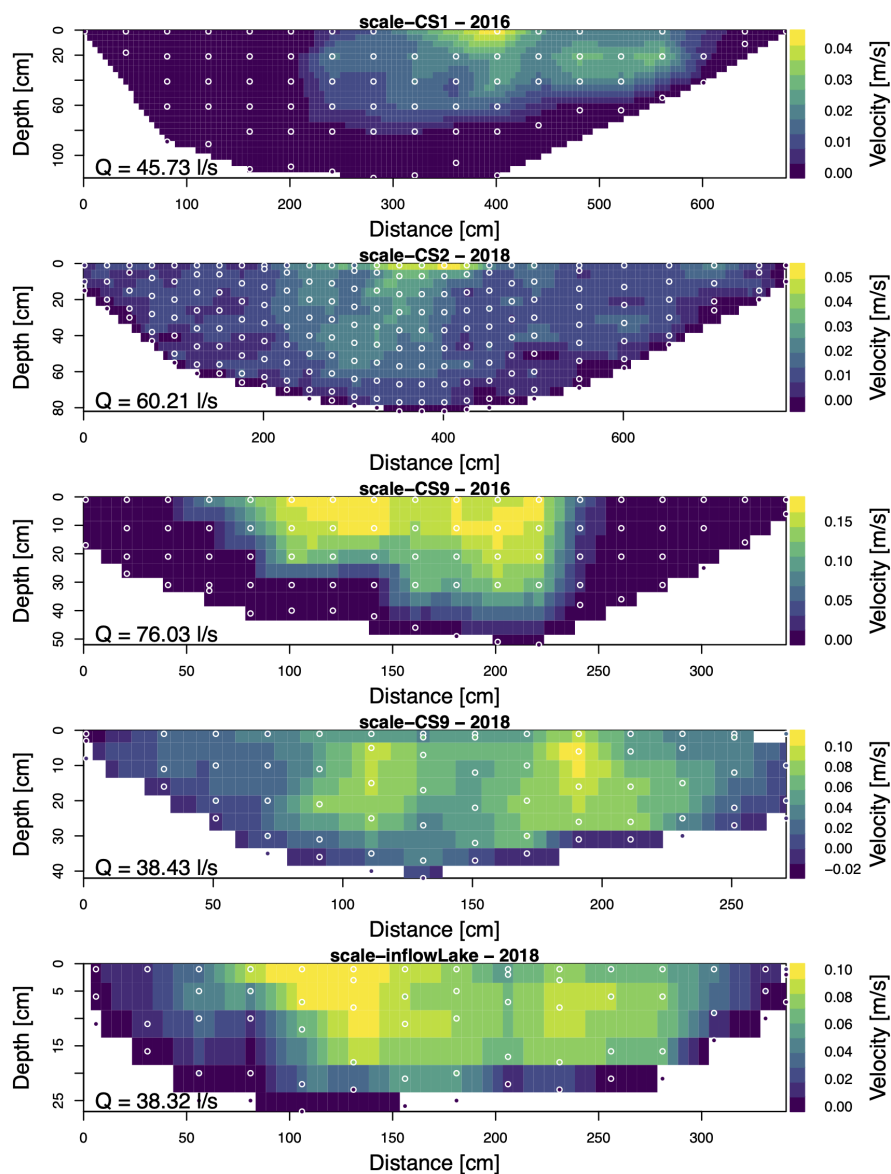 scale-CS1 – 2016
0
20
60
100
Depth [cm]
Q = 45.73 l/s
0 100 200 300 400 500 600
Distance [cm]
0.04
0.03
0.02
0.01
0.00
Velocity [m/s]
scale-CS2 – 2018
0
20
40
60
80
Depth [cm]
Q = 60.21 l/s
0 200 400 600
Distance [cm]
0.05
0.04
0.03
0.02
0.01
0.00
Velocity [m/s]
scale-CS9 – 2016
0
10
20
30
40
50
Depth [cm]
Q = 76.03 l/s
0 50 100 150 200 250 300
Distance [cm]
0.15
0.10
0.05
0.00
Velocity [m/s]
scale-CS9 – 2018
0
10
20
30
40
Depth [cm]
Q = 38.43 l/s
0 50 100 150 200 250
Distance [cm]
0.10
0.08
0.06
0.04
0.02
0.00
−0.02
Velocity [m/s]
scale-inflowLake – 2018
0
5
15
25
Depth [cm]
Q = 38.32 l/s
0 50 100 150 200 250 300
Distance [cm]
0.10
0.08
0.06
0.04
0.02
0.00
Velocity [m/s]